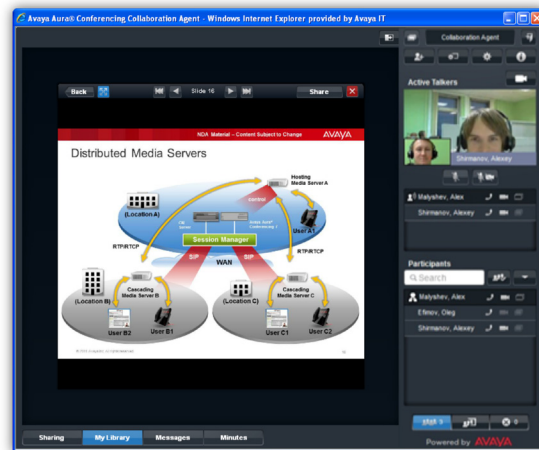 Avaya Aura® Conferencing Collaboration Agent - Windows Internet Explorer provided by Avaya IT
Collaboration Agent
Back
Slide 16
Share
NDA Material – Content Subject to Change
AVAYA
Distributed Media Servers
Hosting
Media Server A
Control
(Location A)
User A1
Session Manager
RTP/RTCP
RTP/RTCP
SIP
SIP
WAN
(Location B)
Cascading
Media Server B
(Location C)
Cascading
Media Server C
User B2
User B1
User C1
User C2
Active Talkers
Shirmanov, Alexey
Malyshev, Alex
Shirmanov, Alexey
Participants
Search
Malyshev, Alex
Efimov, Oleg
Shirmanov, Alexey
Sharing
My Library
Messages
Minutes
Powered by AVAYA